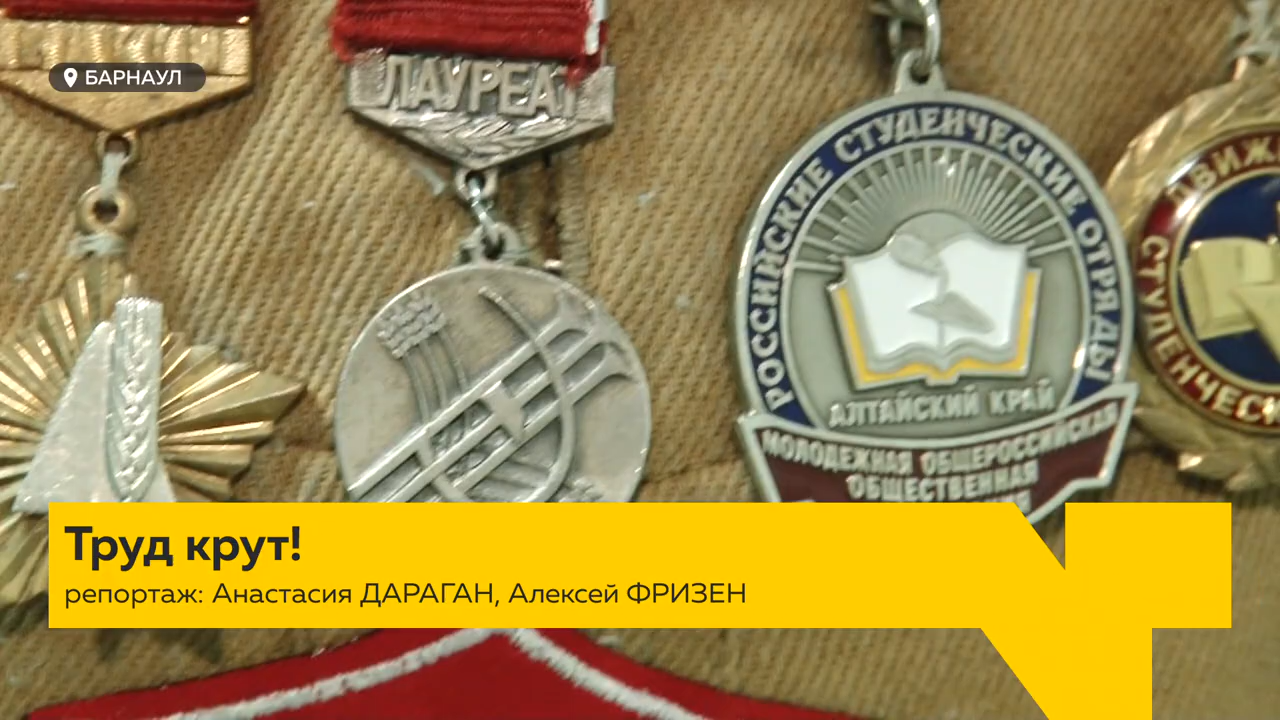 БАРНАУЛ
ЛАУРЕАТ
РОССИЙСКИЕ СТУДЕНЧЕСКИЕ ОТРЯДЫ
АЛТАЙСКИЙ КРАЙ
МОЛОДЕЖНАЯ ОБЩЕРОССИЙСКАЯ
ОБЩЕСТВЕННАЯ
Труд крут!
репортаж: Анастасия ДАРАГАН, Алексей ФРИЗЕН